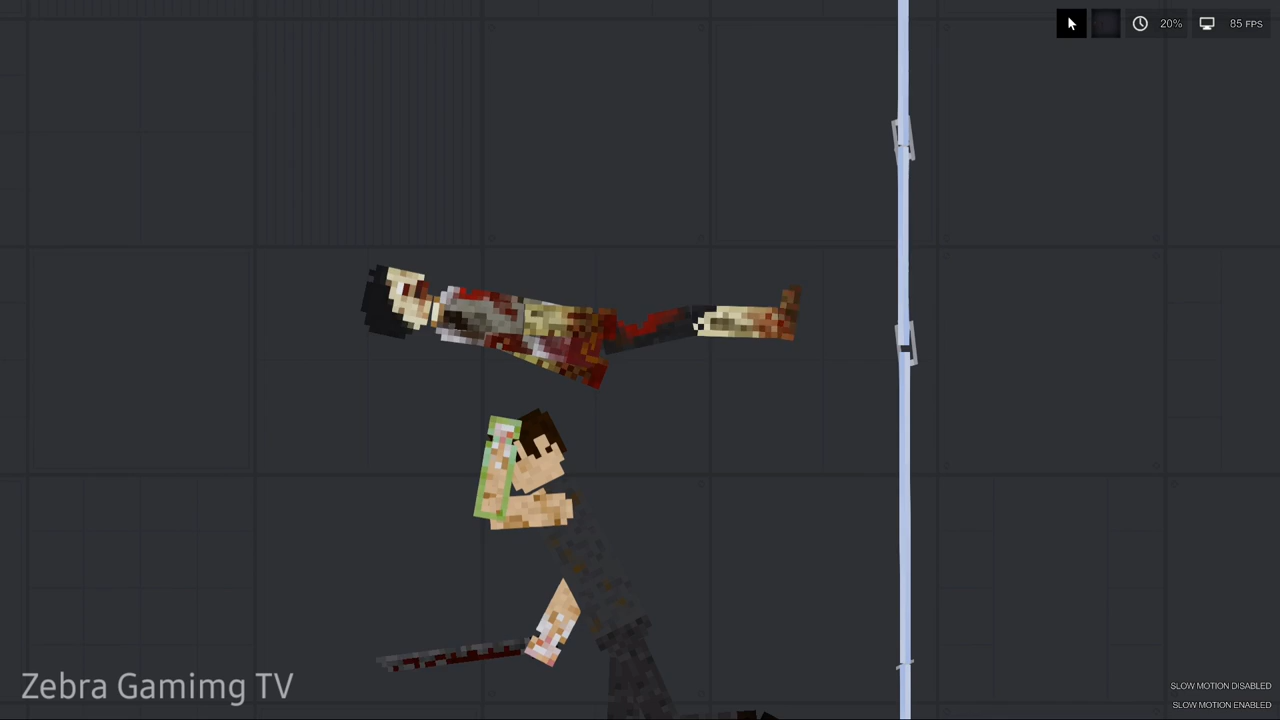 20%
85 FPS
Zebra Gamimg TV
SLOW MOTION DISABLED
SLOW MOTION ENABLED